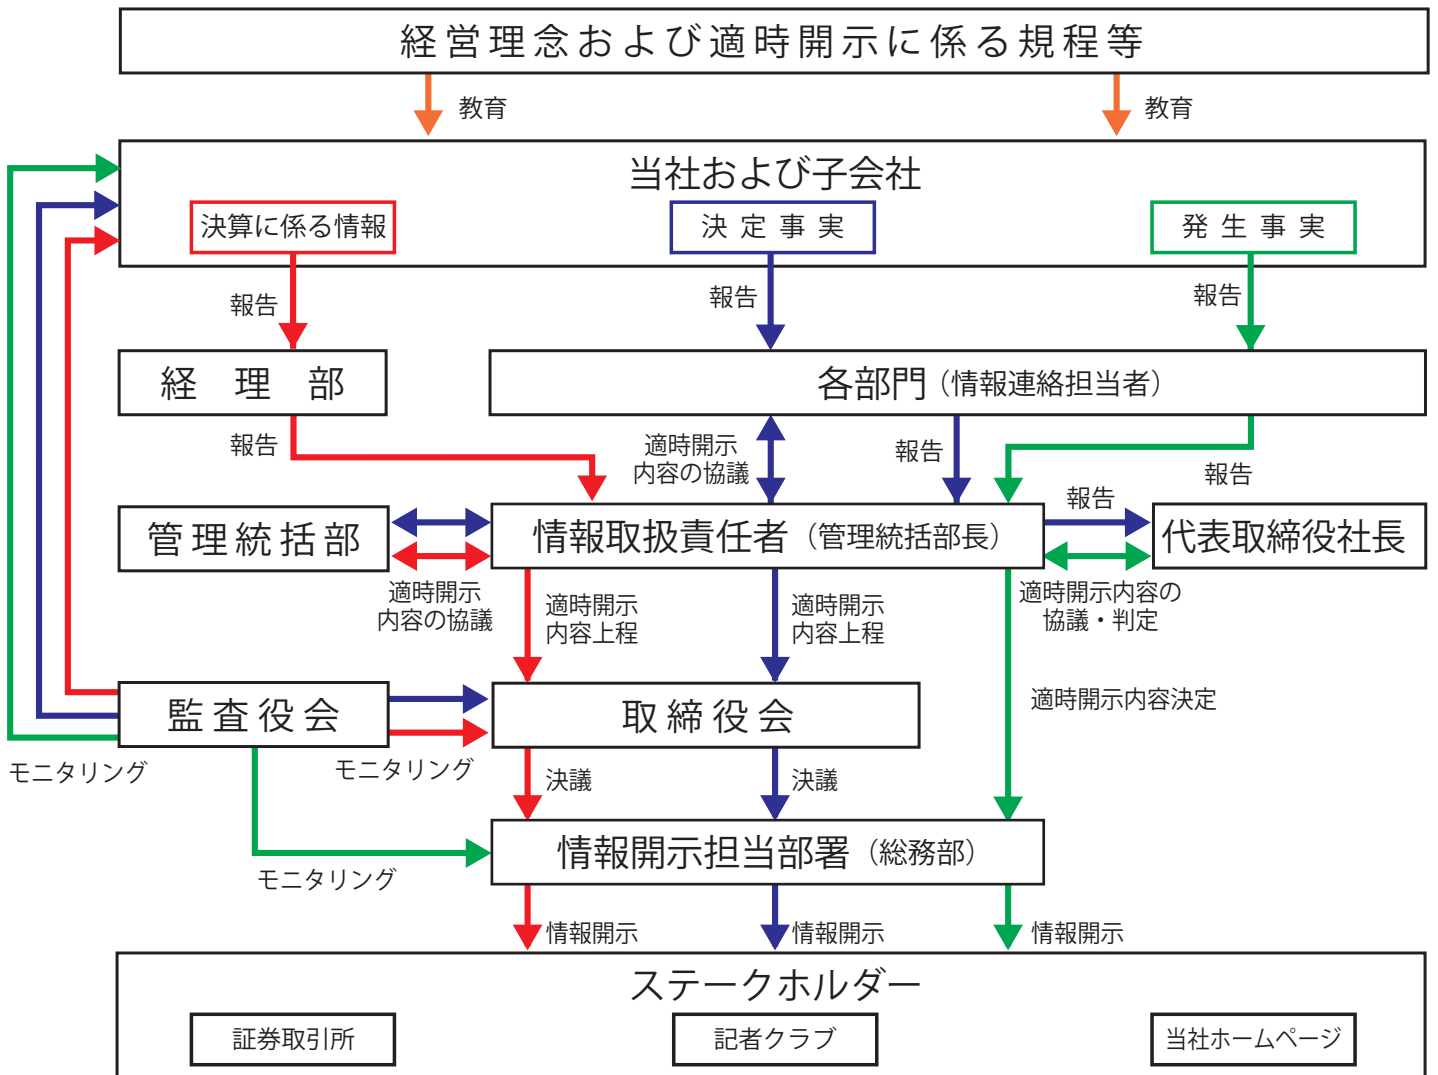 経営理念および適時開示に係る規程等
教育
教育
当社および子会社
決算に係る情報
決定事実
発生事実
報告
報告
報告
経理部
各部門（情報連絡担当者）
報告
適時開示
内容の協議
報告
報告
報告
管理統括部
情報取扱責任者（管理統括部長）
代表取締役社長
適時開示
内容の協議
適時開示
内容上程
適時開示
内容上程
適時開示内容の
協議・判定
監査役会
取締役会
適時開示内容決定
モニタリング
モニタリング
決議
決議
情報開示担当部署（総務部）
モニタリング
情報開示
情報開示
情報開示
ステークホルダー
証券取引所
記者クラブ
当社ホームページ